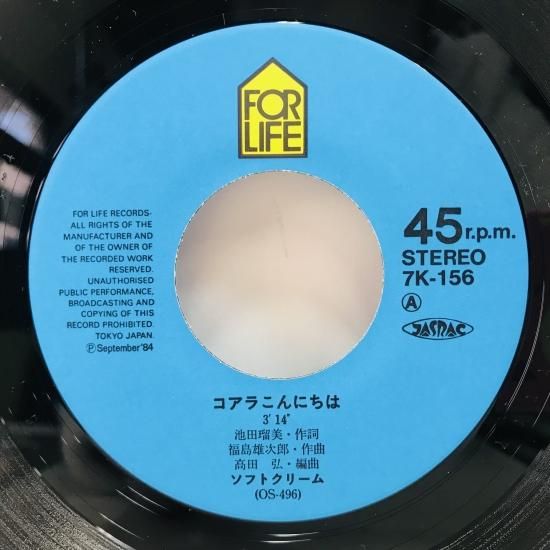 FOR
LIFE
FOR LIFE RECORDS-
ALL RIGHTS OF THE
MANUFACTURER AND
OF THE OWNER OF
THE RECORDED WORK
RESERVED.
UNAUTHORISED
PUBLIC PERFORMANCE,
BROADCASTING AND
COPYING OF THIS
RECORD PROHIBITED.
TOKYO JAPAN.
Ⓟ September '84
45 r.p.m.
STEREO
7K-156
Ⓐ
JASRAC
コアラこんにちは
3′ 14″
池田瑠美・作詞
福島雄次郎・作曲
高田 弘・編曲
ソフトクリーム
(OS-496)